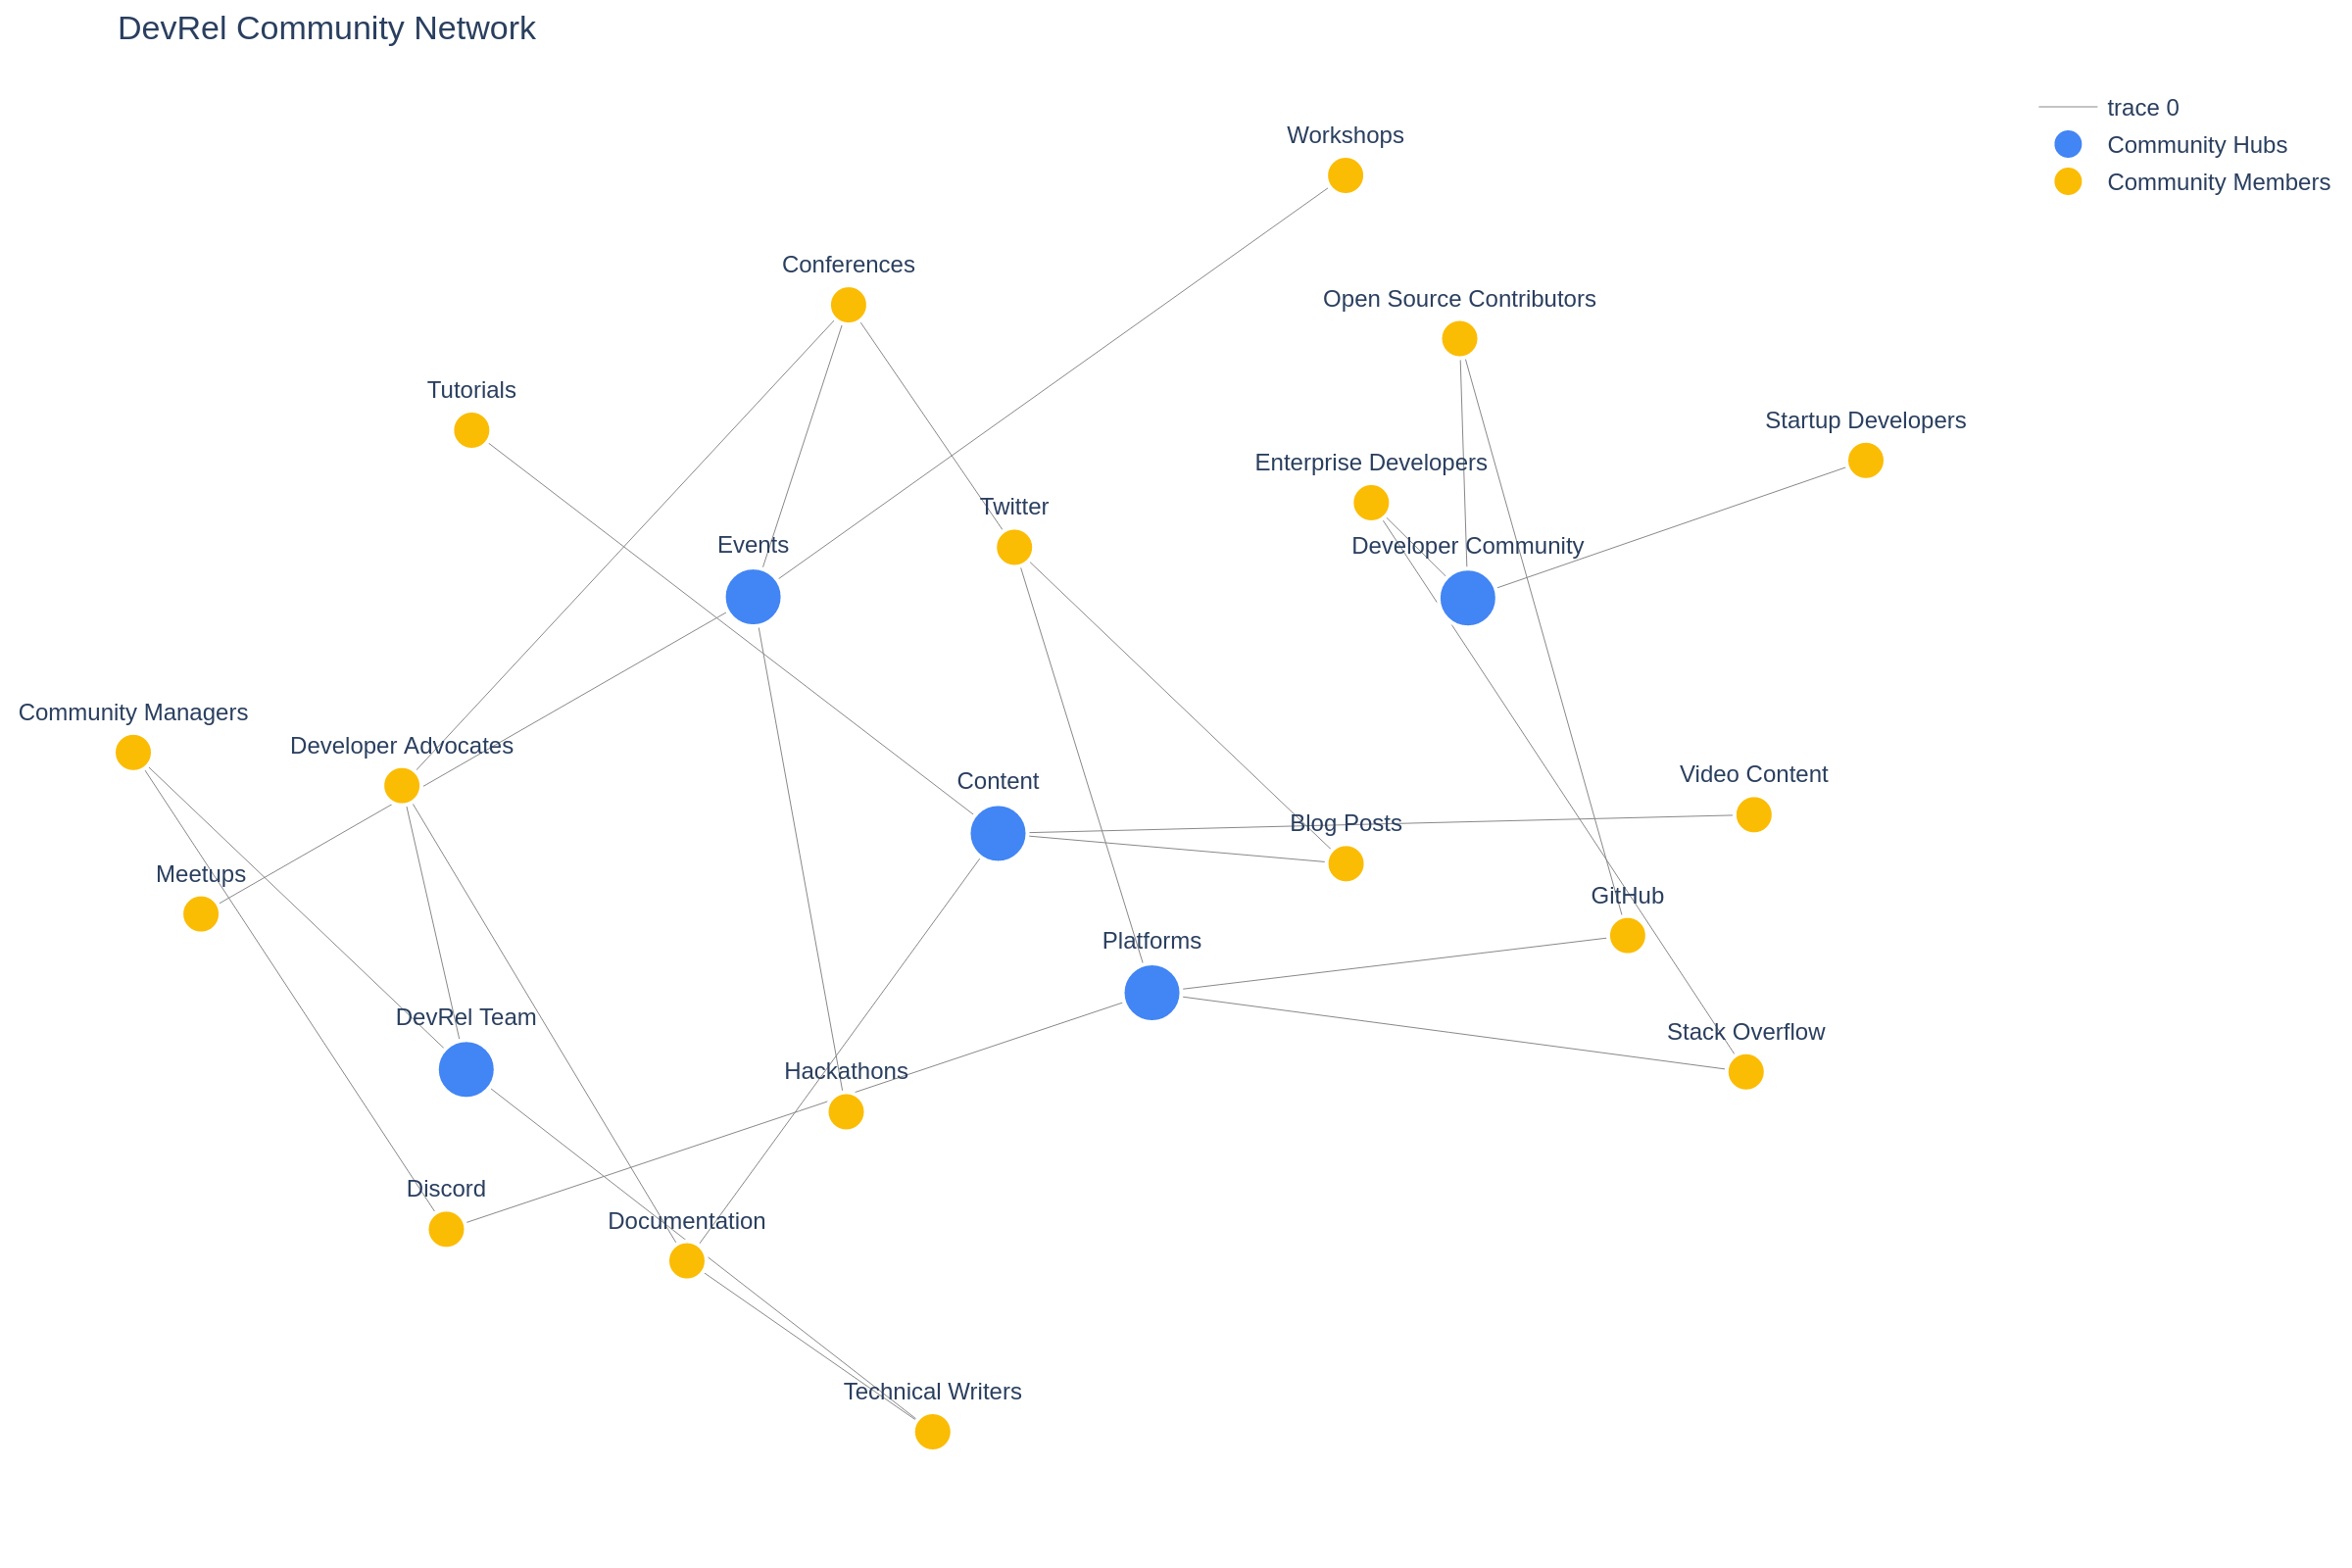 DevRel Community Network
trace 0
Community Hubs
Community Members
Workshops
Conferences
Open Source Contributors
Tutorials
Startup Developers
Enterprise Developers
Twitter
Events
Developer Community
Community Managers
Developer Advocates
Content
Video Content
Blog Posts
Meetups
GitHub
Platforms
DevRel Team
Stack Overflow
Hackathons
Discord
Documentation
Technical Writers